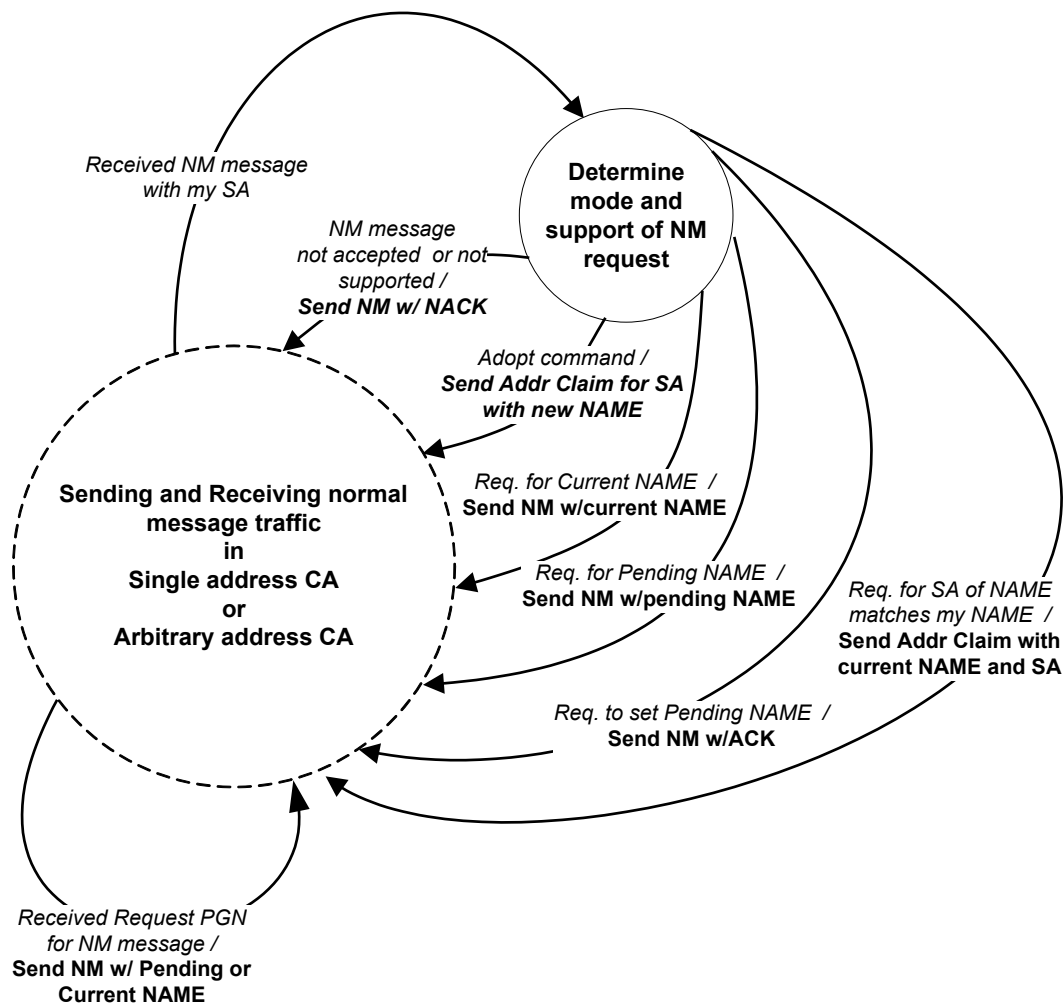 Received NM message
with my SA
Determine
mode and
support of NM
request
NM message
not accepted or not
supported /
Send NM w/ NACK
Adopt command /
Send Addr Claim for SA
with new NAME
Sending and Receiving normal
message traffic
in
Single address CA
or
Arbitrary address CA
Req. for Current NAME /
Send NM w/current NAME
Req. for Pending NAME /
Send NM w/pending NAME
Req. for SA of NAME
matches my NAME /
Send Addr Claim with
current NAME and SA
Req. to set Pending NAME /
Send NM w/ACK
Received Request PGN
for NM message /
Send NM w/ Pending or
Current NAME